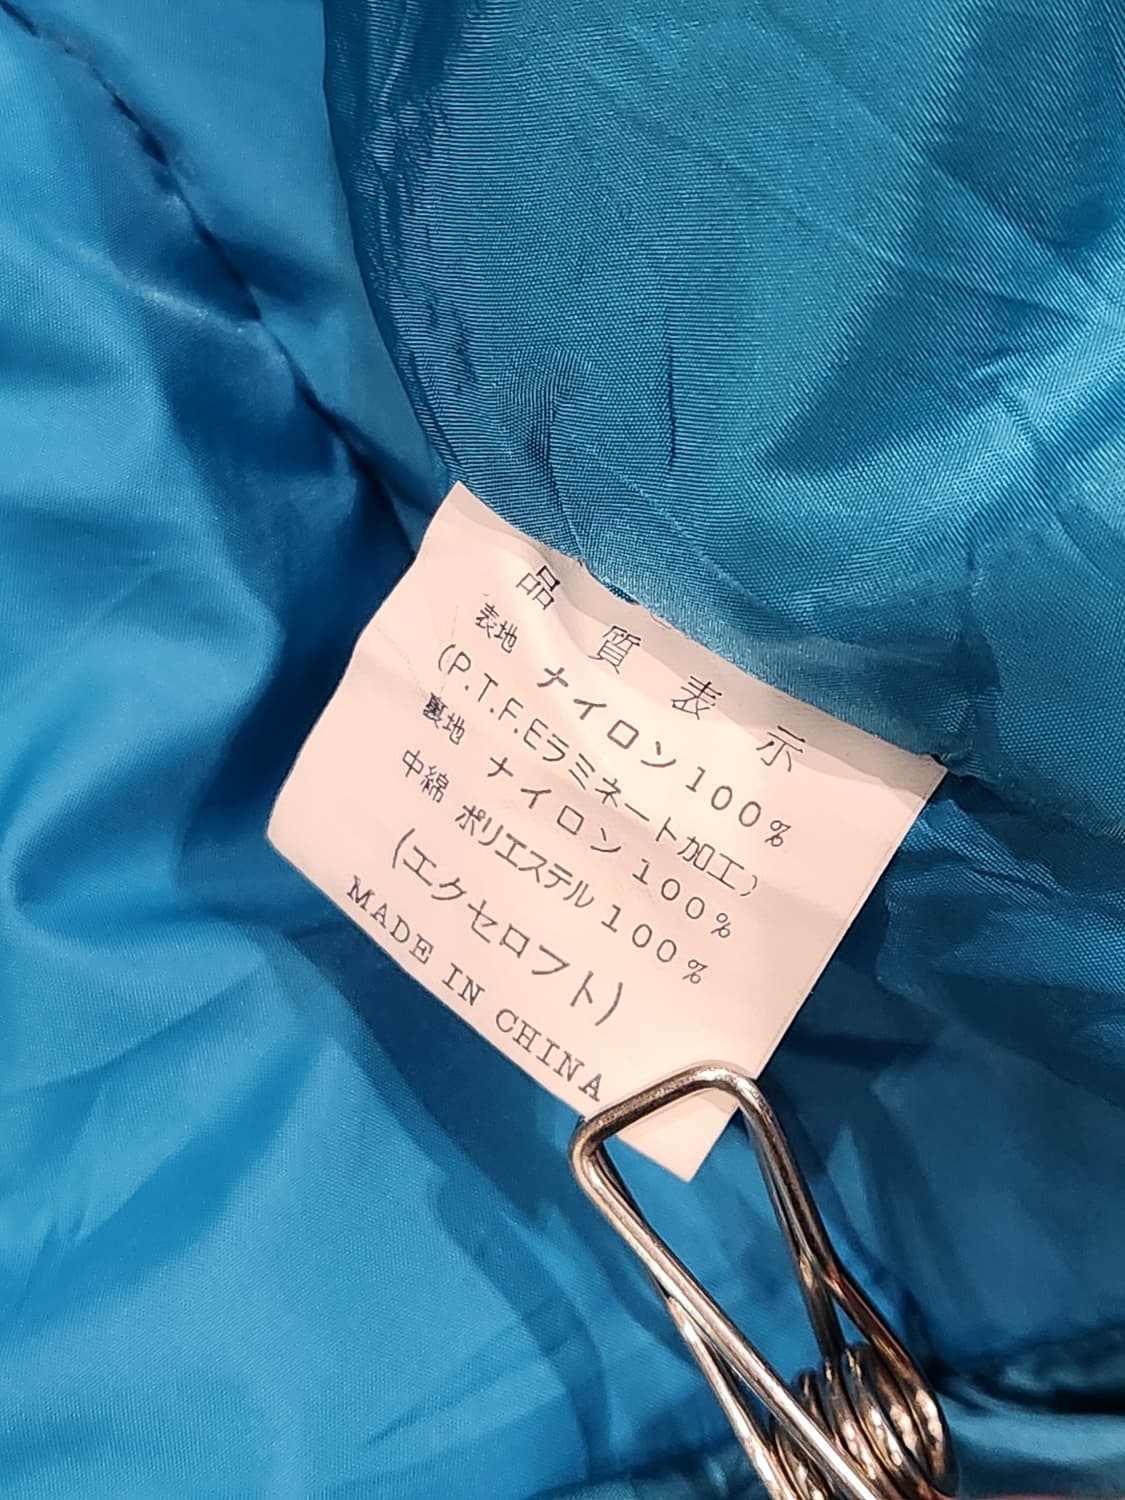 品質表示
表地 ナイロン100%
(P.T.F.Eラミネート加工)
裏地 ナイロン100%
中綿 ポリエステル100%
(エクセロフト)
MADE IN CHINA